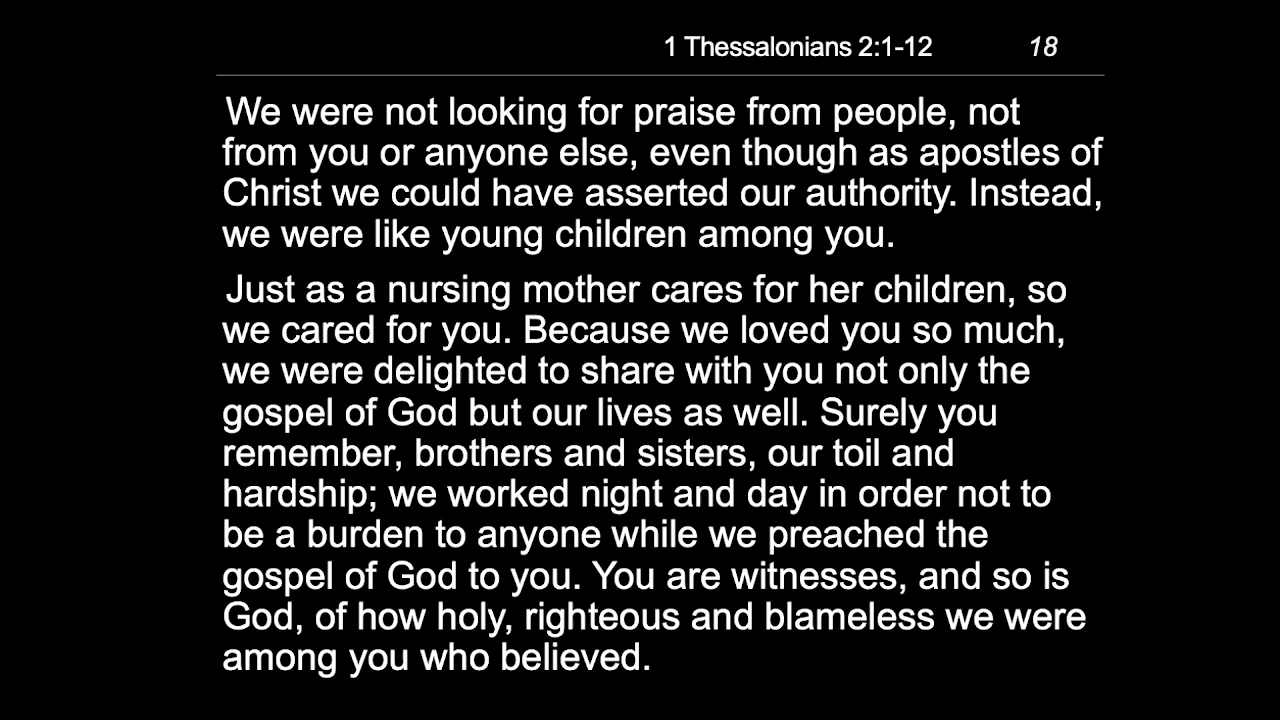 1 Thessalonians 2:1-12 18
We were not looking for praise from people, not
from you or anyone else, even though as apostles of
Christ we could have asserted our authority. Instead,
we were like young children among you.
Just as a nursing mother cares for her children, so
we cared for you. Because we loved you so much,
we were delighted to share with you not only the
gospel of God but our lives as well. Surely you
remember, brothers and sisters, our toil and
hardship; we worked night and day in order not to
be a burden to anyone while we preached the
gospel of God to you. You are witnesses, and so is
God, of how holy, righteous and blameless we were
among you who believed.